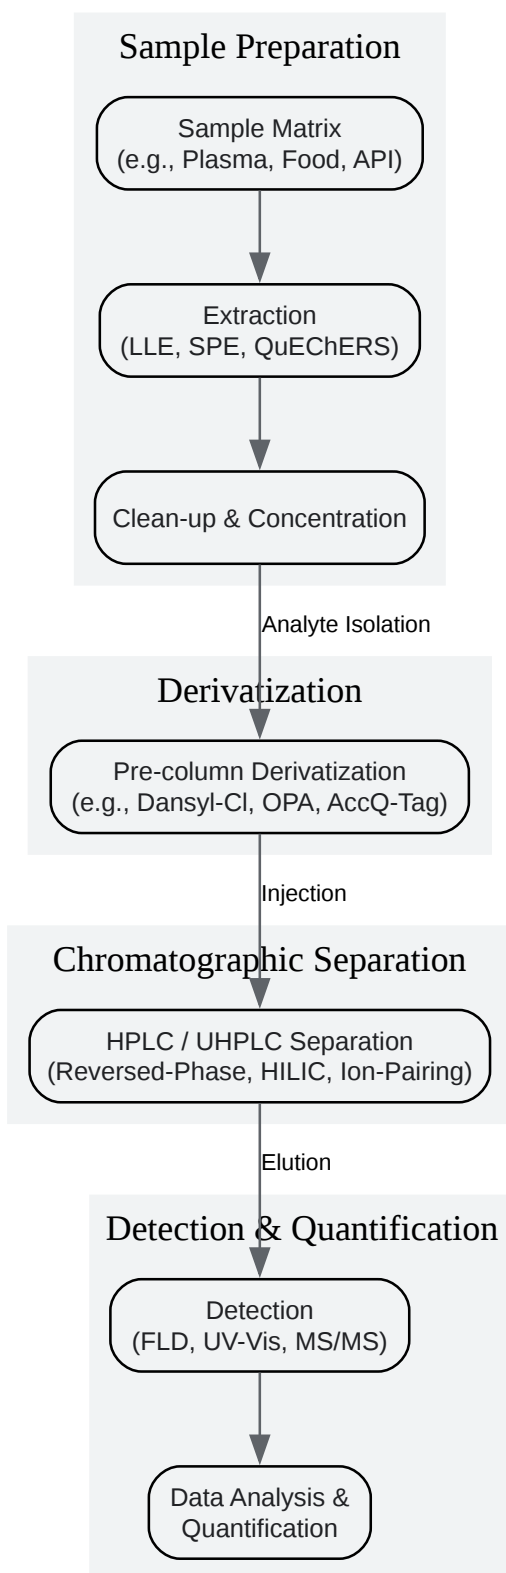 Sample Preparation
Sample Matrix
(e.g., Plasma, Food, API)
Extraction
(LLE, SPE, QuEChERS)
Clean-up & Concentration
Analyte Isolation
Derivatization
Pre-column Derivatization
(e.g., Dansyl-Cl, OPA, AccQ-Tag)
Injection
Chromatographic Separation
HPLC / UHPLC Separation
(Reversed-Phase, HILIC, Ion-Pairing)
Elution
Detection & Quantification
Detection
(FLD, UV-Vis, MS/MS)
Data Analysis &
Quantification